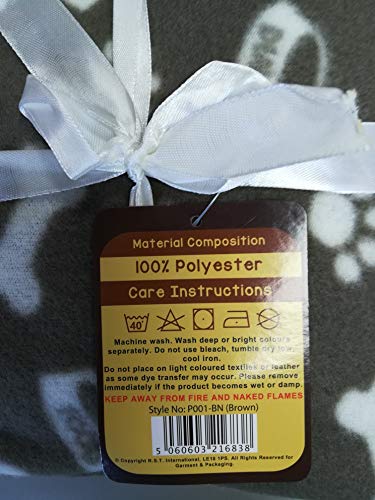 Material Composition
100% Polyester
Care Instructions
40°
Machine wash. Wash deep or bright colours
separately. Do not use bleach, tumble dry low,
cool iron.
Do not place on light coloured textiles or leather
as some dye transfer may occur. Please remove
immediately if the product becomes wet or damp.
KEEP AWAY FROM FIRE AND NAKED FLAMES
Style No: P001-BN (Brown)
5 060603 216838
© Copyright R.S.T. International, LE18 1PS. All Right Reserved for
Garment & Packaging.